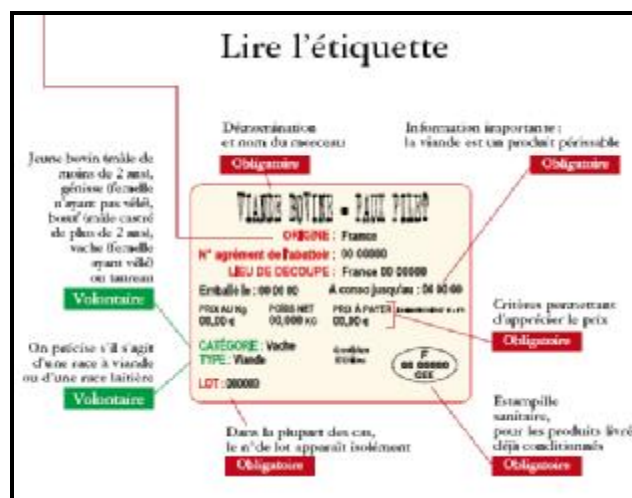 Lire l'étiquette
Dénomination
et nom du morceau
Obligatoire
Information importante :
la viande est un produit périssable
Obligatoire
Jeune bovin (mâle de
moins de 2 ans),
génisse (femelle
n'ayant pas vêlé),
bœuf (mâle castré
de plus de 2 ans),
vache (femelle
ayant vêlé)
ou taureau
Volontaire
On précise s'il s'agit
d'une race à viande
ou d'une race laitière
Volontaire
VIANDE BOVINE - FAUX FILET
ORIGINE : France
N° agrément de l'abattoir : 00 00000
LIEU DE DECOUPE : France 00 00000
Emballé le : 00 00 00 A conso jusqu'au : 00 00 00
PRIX AU Kg POIDS NET PRIX À PAYER
00,00 € 00,000 KG 00,00 €
CATÉGORIE : Vache
TYPE : Viande
LOT : 000000
F
00 00000
CEE
Critères permettant
d'apprécier le prix
Obligatoire
Dans la plupart des cas,
le n° de lot apparaît isolément
Obligatoire
Estampille
sanitaire,
pour les produits livré
déjà conditionnés
Obligatoire